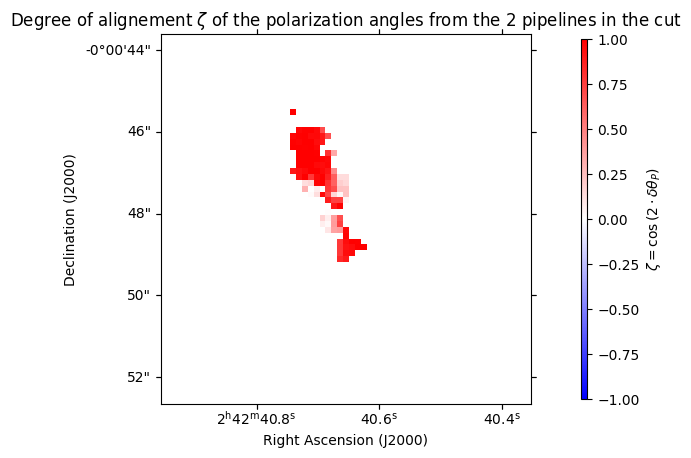 Degree of alignement ζ of the polarization angles from the 2 pipelines in the cut
-0°00'44"
46"
48"
50"
52"
Declination (J2000)
2ʰ42ᵐ40.8ˢ
40.6ˢ
40.4ˢ
Right Ascension (J2000)
1.00
0.75
0.50
0.25
0.00
−0.25
−0.50
−0.75
−1.00
ζ = cos (2 · δθ_P)